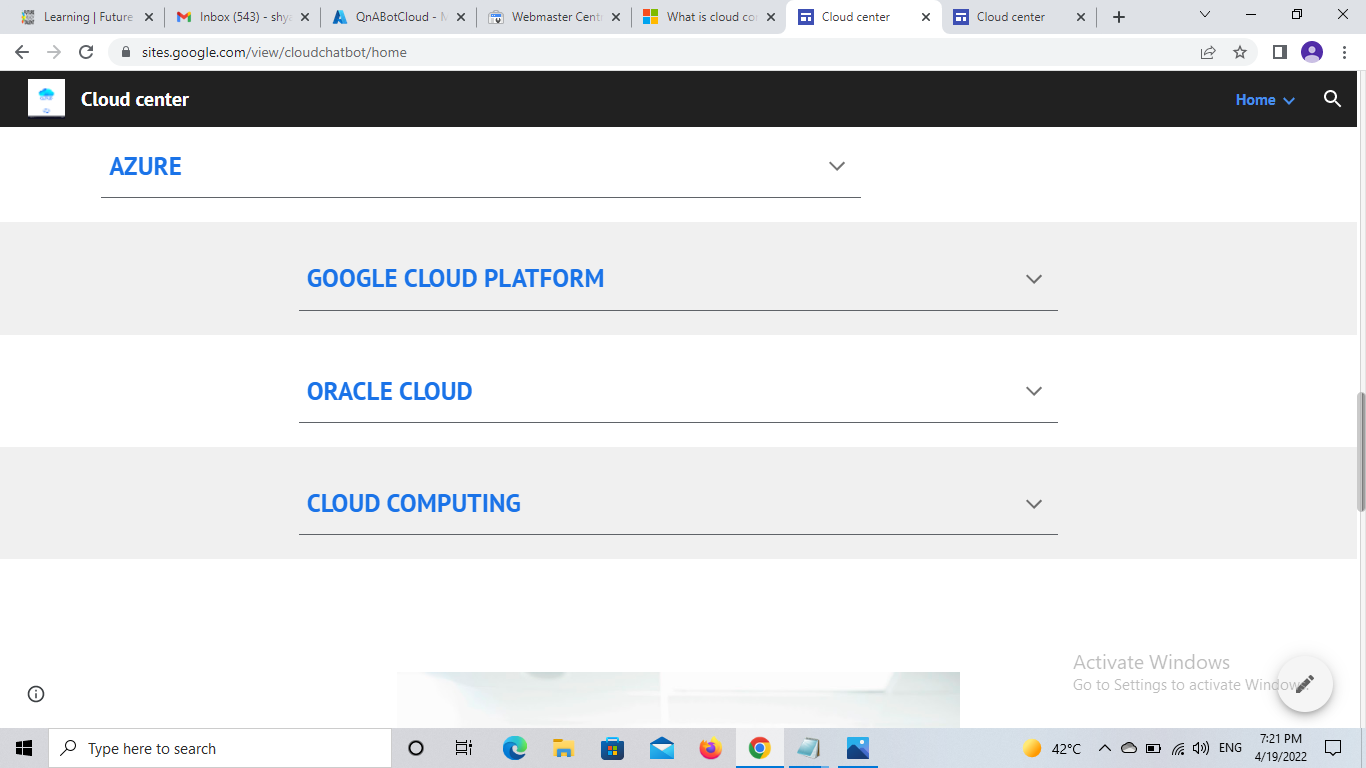 Learning | Future
Inbox (543) - shya
QnABotCloud - M
Webmaster Cent
What is cloud co
Cloud center
Cloud center
sites.google.com/view/cloudchatbot/home
Cloud center
Home
AZURE
GOOGLE CLOUD PLATFORM
ORACLE CLOUD
CLOUD COMPUTING
Activate Windows
Go to Settings to activate Windows.
Type here to search
42°C
ENG
7:21 PM
4/19/2022